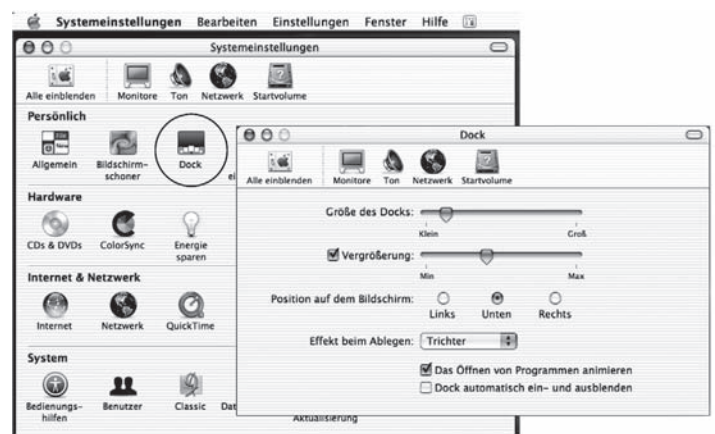 Systemeinstellungen Bearbeiten Einstellungen Fenster Hilfe
Systemeinstellungen
Alle einblenden Monitore Ton Netzwerk Startvolume
Persönlich
Allgemein Bildschirm-
schoner Dock
Hardware
CDs & DVDs ColorSync Energie
sparen
Internet & Netzwerk
Internet Netzwerk QuickTime
System
Bedienungs-
hilfen Benutzer Classic Dat
Aktualisierung
Dock
Alle einblenden Monitore Ton Netzwerk Startvolume
Größe des Docks:
Klein Groß
Vergrößerung:
Min Max
Position auf dem Bildschirm:
Links Unten Rechts
Effekt beim Ablegen: Trichter
Das Öffnen von Programmen animieren
Dock automatisch ein- und ausblenden